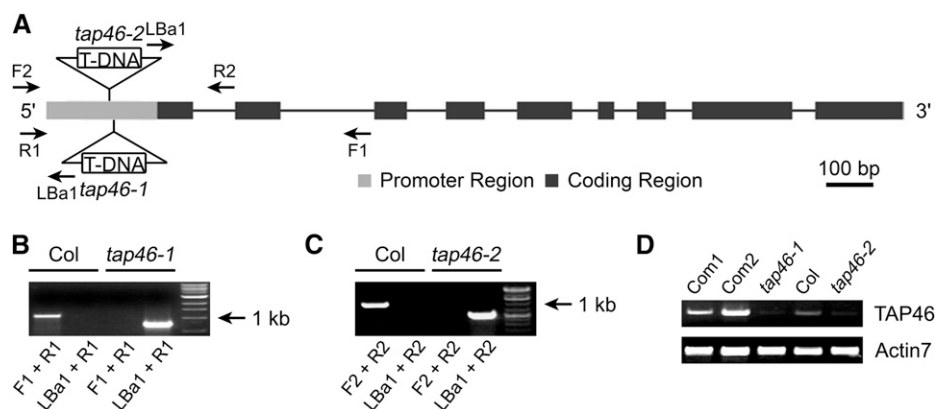 A
tap46-2
LBa1
T-DNA
F2
R2
5'
3'
R1
F1
T-DNA
LBa1
tap46-1
100 bp
Promoter Region
Coding Region
B
Col
tap46-1
1 kb
F1 + R1
LBa1 + R1
F1 + R1
LBa1 + R1
C
Col
tap46-2
1 kb
F2 + R2
LBa1 + R2
F2 + R2
LBa1 + R2
D
Com1
Com2
tap46-1
Col
tap46-2
TAP46
Actin7